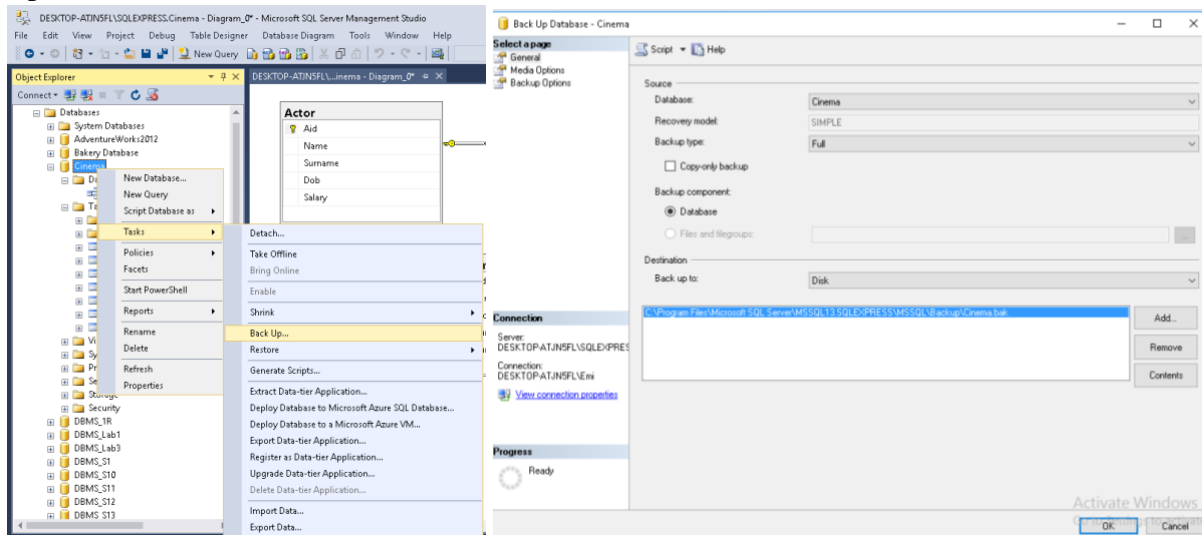 DESKTOP-ATJN5FL\SQLEXPRESS.Cinema - Diagram_0* - Microsoft SQL Server Management Studio
File Edit View Project Debug Table Designer Database Diagram Tools Window Help
New Query
Object Explorer
Connect
Databases
System Databases
AdventureWorks2012
Bakery Database
Cinema
DBMS_1R
DBMS_Lab1
DBMS_Lab3
DBMS_S1
DBMS_S10
DBMS_S11
DBMS_S12
DBMS_S13
Security
New Database...
New Query
Script Database as
Tasks
Policies
Facets
Start PowerShell
Reports
Rename
Delete
Refresh
Properties
DESKTOP-ATJN5FL\...inema - Diagram_0*
Actor
Aid
Name
Surname
Dob
Salary
Detach...
Take Offline
Bring Online
Enable
Shrink
Back Up...
Restore
Generate Scripts...
Extract Data-tier Application...
Deploy Database to Microsoft Azure SQL Database...
Deploy Database to a Microsoft Azure VM...
Export Data-tier Application...
Register as Data-tier Application...
Upgrade Data-tier Application...
Delete Data-tier Application...
Import Data...
Export Data...
Back Up Database - Cinema
Select a page
General
Media Options
Backup Options
Script Help
Source
Database: Cinema
Recovery model: SIMPLE
Backup type: Full
Copy-only backup
Backup component:
Database
Files and filegroups:
...
Destination
Back up to: Disk
C:\Program Files\Microsoft SQL Server\MSSQL13.SQLEXPRESS\MSSQL\Backup\Cinema.bak
Add...
Remove
Contents
Connection
Server:
DESKTOP-ATJN5FL\SQLEXPRES
Connection:
DESKTOP-ATJN5FL\Emi
View connection properties
Progress
Ready
Activate Windows
OK Cancel